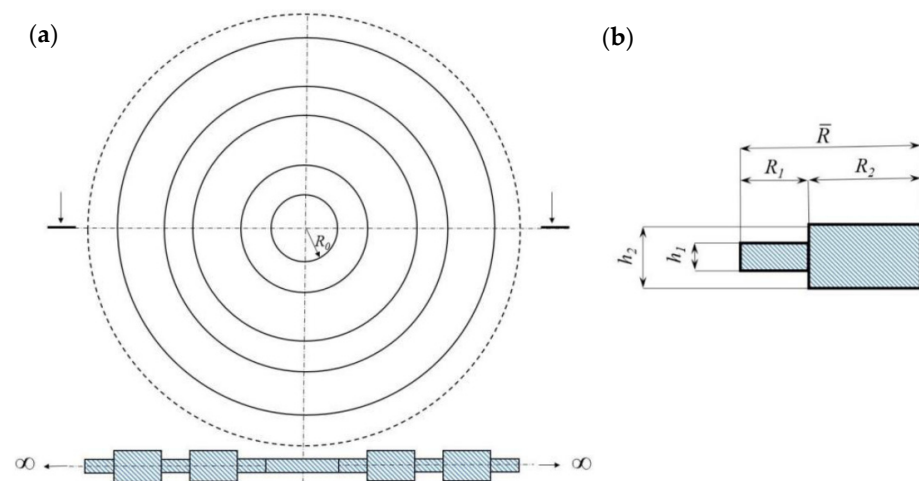 (a)
R₀
∞
∞
(b)
R̄
R₁
R₂
h₂
h₁